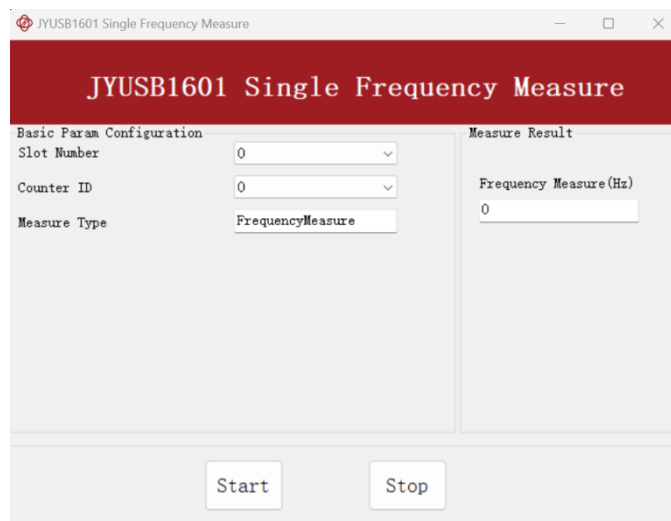 JYUSB1601 Single Frequency Measure
JYUSB1601 Single Frequency Measure
Basic Param Configuration
Slot Number
0
Counter ID
0
Measure Type
FrequencyMeasure
Measure Result
Frequency Measure(Hz)
0
Start
Stop